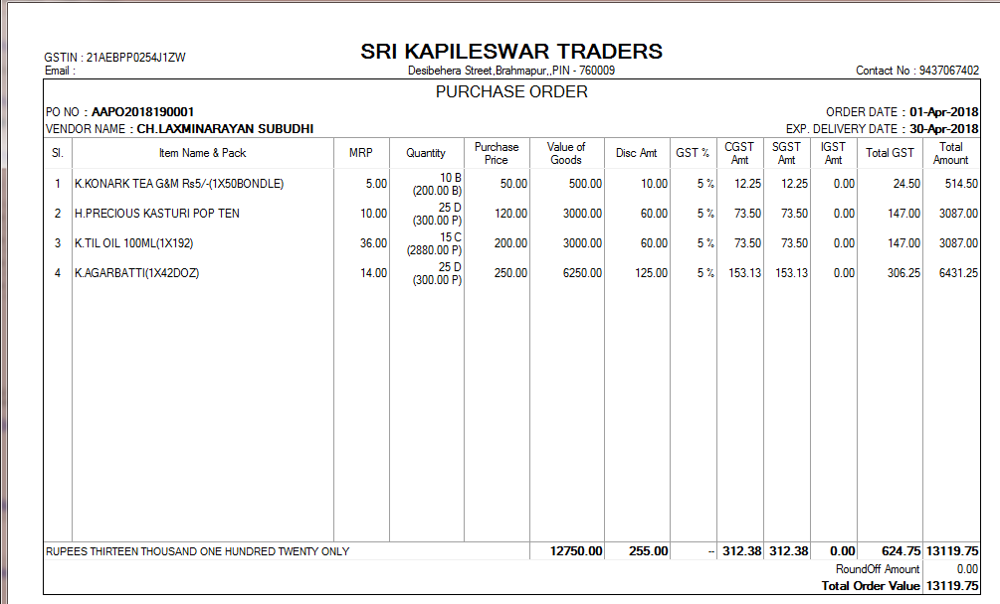 SRI KAPILESWAR TRADERS
GSTIN : 21AEBPP0254J1ZW
Email :
Desibehera Street,Brahmapur,,PIN - 760009
Contact No : 9437067402
PURCHASE ORDER
PO NO : AAPO2018190001
ORDER DATE : 01-Apr-2018
VENDOR NAME : CH.LAXMINARAYAN SUBUDHI
EXP. DELIVERY DATE : 30-Apr-2018
Sl. Item Name & Pack MRP Quantity Purchase Price Value of Goods Disc Amt GST % CGST Amt SGST Amt IGST Amt Total GST Total Amount
1 K.KONARK TEA G&M Rs5/-(1X50BONDLE) 5.00 10 B (200.00 B) 50.00 500.00 10.00 5 % 12.25 12.25 0.00 24.50 514.50
2 H.PRECIOUS KASTURI POP TEN 10.00 25 D (300.00 P) 120.00 3000.00 60.00 5 % 73.50 73.50 0.00 147.00 3087.00
3 K.TIL OIL 100ML(1X192) 36.00 15 C (2880.00 P) 200.00 3000.00 60.00 5 % 73.50 73.50 0.00 147.00 3087.00
4 K.AGARBATTI(1X42DOZ) 14.00 25 D (300.00 P) 250.00 6250.00 125.00 5 % 153.13 153.13 0.00 306.25 6431.25
RUPEES THIRTEEN THOUSAND ONE HUNDRED TWENTY ONLY 12750.00 255.00 -- 312.38 312.38 0.00 624.75 13119.75
RoundOff Amount 0.00
Total Order Value 13119.75